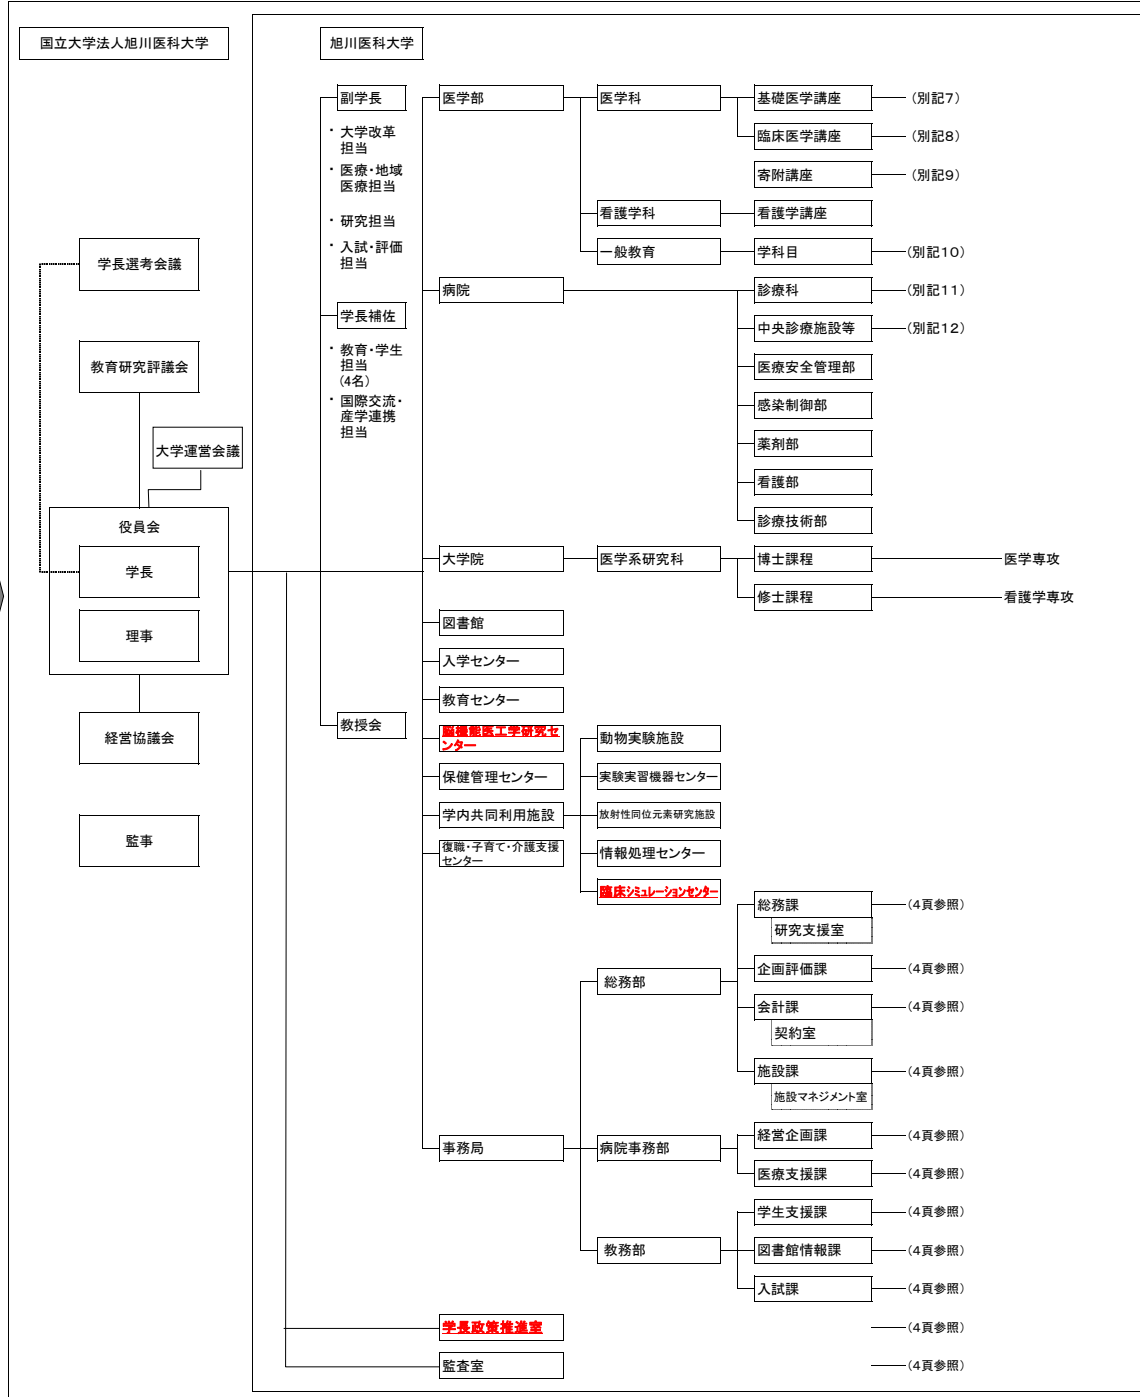 国立大学法人旭川医科大学
旭川医科大学
副学長
・ 大学改革
担当
・ 医療・地域
医療担当
・ 研究担当
・ 入試・評価
担当
学長補佐
・ 教育・学生
担当
(4名)
・ 国際交流・
産学連携
担当
教授会
学長選考会議
教育研究評議会
大学運営会議
役員会
学長
理事
経営協議会
監事
医学部
医学科
基礎医学講座
(別記7)
臨床医学講座
(別記8)
寄附講座
(別記9)
看護学科
看護学講座
一般教育
学科目
(別記10)
病院
診療科
(別記11)
中央診療施設等
(別記12)
医療安全管理部
感染制御部
薬剤部
看護部
診療技術部
大学院
医学系研究科
博士課程
医学専攻
修士課程
看護学専攻
図書館
入学センター
教育センター
脳機能医工学研究セ
ンター
保健管理センター
学内共同利用施設
復職・子育て・介護支援
センター
動物実験施設
実験実習機器センター
放射性同位元素研究施設
情報処理センター
臨床シミュレーションセンター
事務局
総務部
総務課
(4頁参照)
研究支援室
企画評価課
(4頁参照)
会計課
(4頁参照)
契約室
施設課
(4頁参照)
施設マネジメント室
病院事務部
経営企画課
(4頁参照)
医療支援課
(4頁参照)
教務部
学生支援課
(4頁参照)
図書館情報課
(4頁参照)
入試課
(4頁参照)
学長政策推進室
(4頁参照)
監査室
(4頁参照)